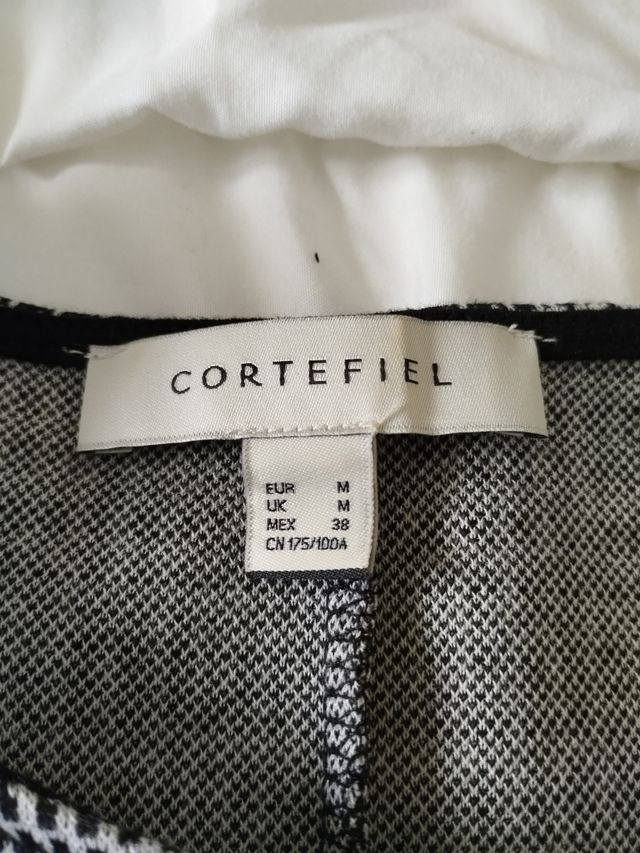 CORTEFIEL
EUR M
UK M
MEX 38
CN 175/100A